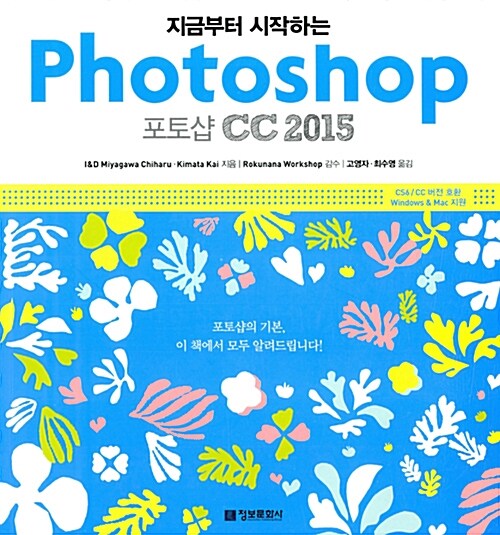 지금부터 시작하는
Photoshop
포토샵 CC 2015
I&D Miyagawa Chiharu · Kimata Kai 지음 | Rokunana Workshop 감수 | 고영자 · 최수영 옮김
CS6 / CC 버전 호환
Windows & Mac 지원
포토샵의 기본,
이 책에서 모두 알려드립니다!
정보문화사